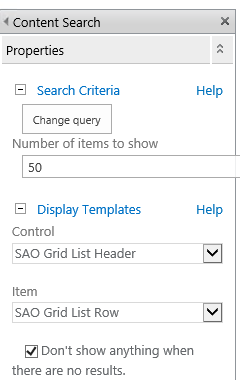 Content Search
Properties
Search Criteria Help
Change query
Number of items to show
50
Display Templates Help
Control
SAO Grid List Header
Item
SAO Grid List Row
Don't show anything when
there are no results.